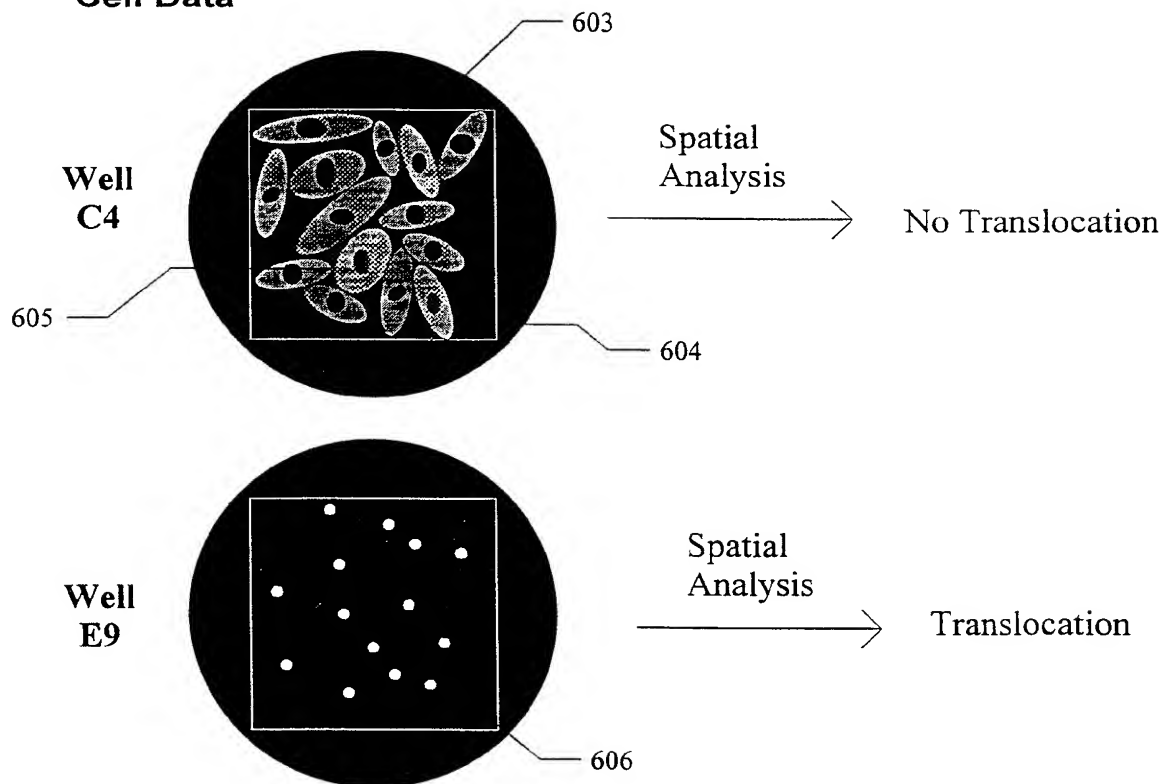 Cell Data
603
Well
C4
Spatial
Analysis
No Translocation
605
604
Well
E9
Spatial
Analysis
Translocation
606